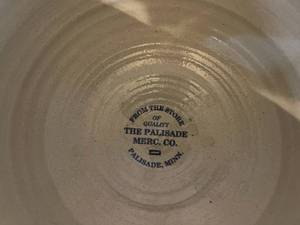 FROM THE STORE
OF
QUALITY
THE PALISADE
MERC. CO.
PALISADE, MINN.